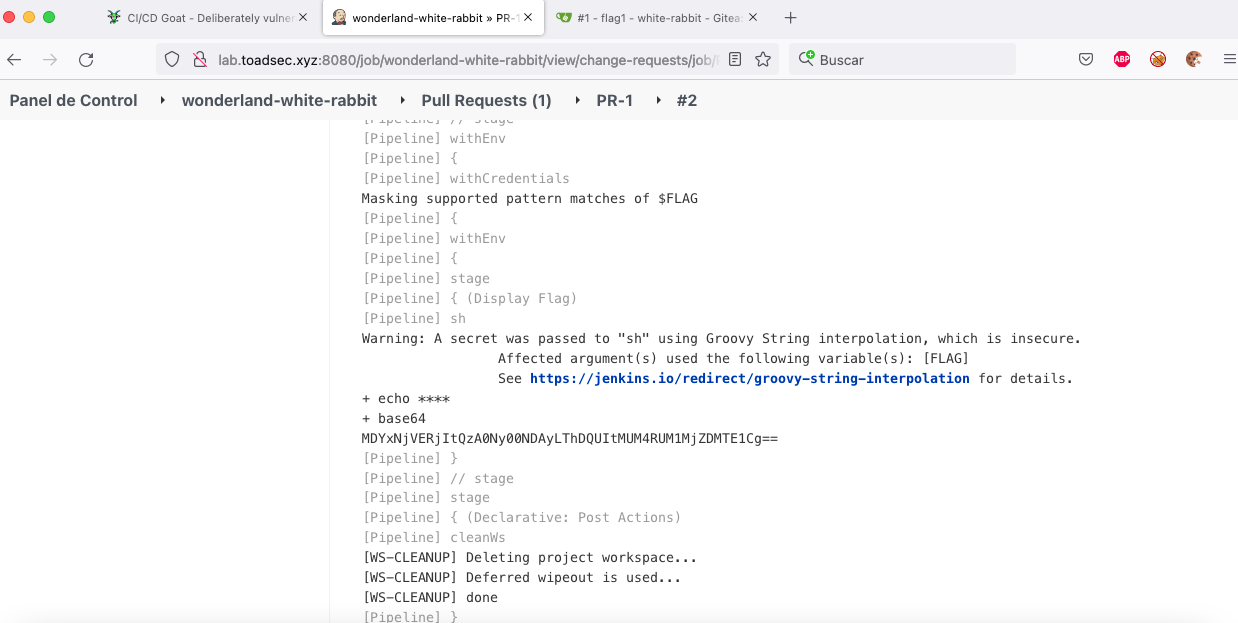 CI/CD Goat - Deliberately vulner
wonderland-white-rabbit » PR-1
#1 - flag1 - white-rabbit - Gitea:
lab.toadsec.xyz:8080/job/wonderland-white-rabbit/view/change-requests/job/
Buscar
ABP
Panel de Control
wonderland-white-rabbit
Pull Requests (1)
PR-1
#2
[Pipeline] // stage
[Pipeline] withEnv
[Pipeline] {
[Pipeline] withCredentials
Masking supported pattern matches of $FLAG
[Pipeline] {
[Pipeline] withEnv
[Pipeline] {
[Pipeline] stage
[Pipeline] { (Display Flag)
[Pipeline] sh
Warning: A secret was passed to "sh" using Groovy String interpolation, which is insecure.
Affected argument(s) used the following variable(s): [FLAG]
See https://jenkins.io/redirect/groovy-string-interpolation for details.
+ echo ****
+ base64
MDYxNjVERjItQzA0Ny00NDAyLThDQUItMUM4RUM1MjZDMTE1Cg==
[Pipeline] }
[Pipeline] // stage
[Pipeline] stage
[Pipeline] { (Declarative: Post Actions)
[Pipeline] cleanWs
[WS-CLEANUP] Deleting project workspace...
[WS-CLEANUP] Deferred wipeout is used...
[WS-CLEANUP] done
[Pipeline] }